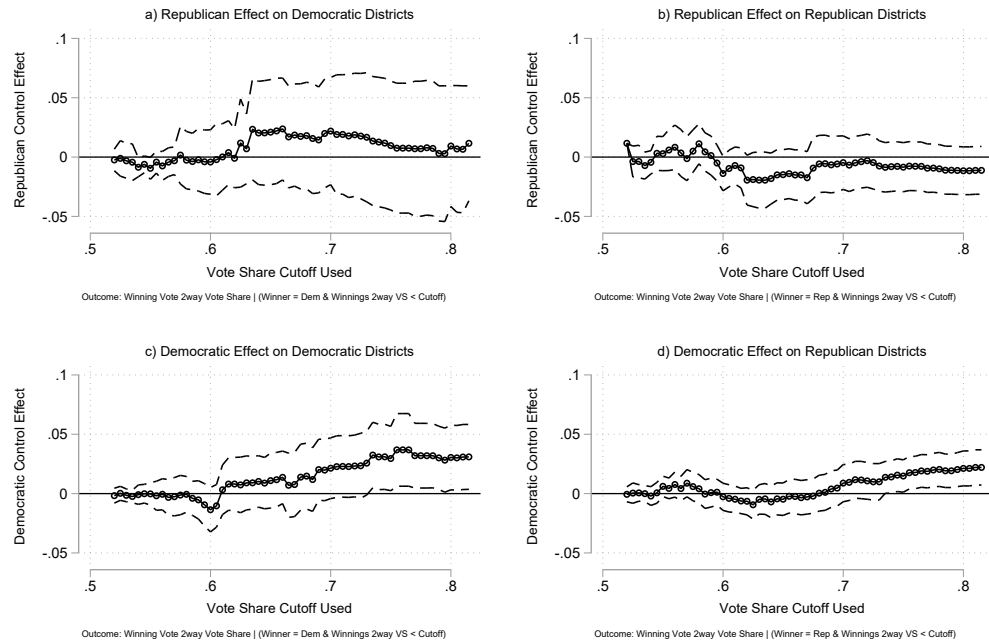 a) Republican Effect on Democratic Districts
Republican Control Effect
.1
.05
0
-.05
.5 .6 .7 .8
Vote Share Cutoff Used
Outcome: Winning Vote 2way Vote Share | (Winner = Dem & Winnings 2way VS < Cutoff)
b) Republican Effect on Republican Districts
Republican Control Effect
.1
.05
0
-.05
.5 .6 .7 .8
Vote Share Cutoff Used
Outcome: Winning Vote 2way Vote Share | (Winner = Rep & Winnings 2way VS < Cutoff)
c) Democratic Effect on Democratic Districts
Democratic Control Effect
.1
.05
0
-.05
.5 .6 .7 .8
Vote Share Cutoff Used
Outcome: Winning Vote 2way Vote Share | (Winner = Dem & Winnings 2way VS < Cutoff)
d) Democratic Effect on Republican Districts
Democratic Control Effect
.1
.05
0
-.05
.5 .6 .7 .8
Vote Share Cutoff Used
Outcome: Winning Vote 2way Vote Share | (Winner = Rep & Winnings 2way VS < Cutoff)